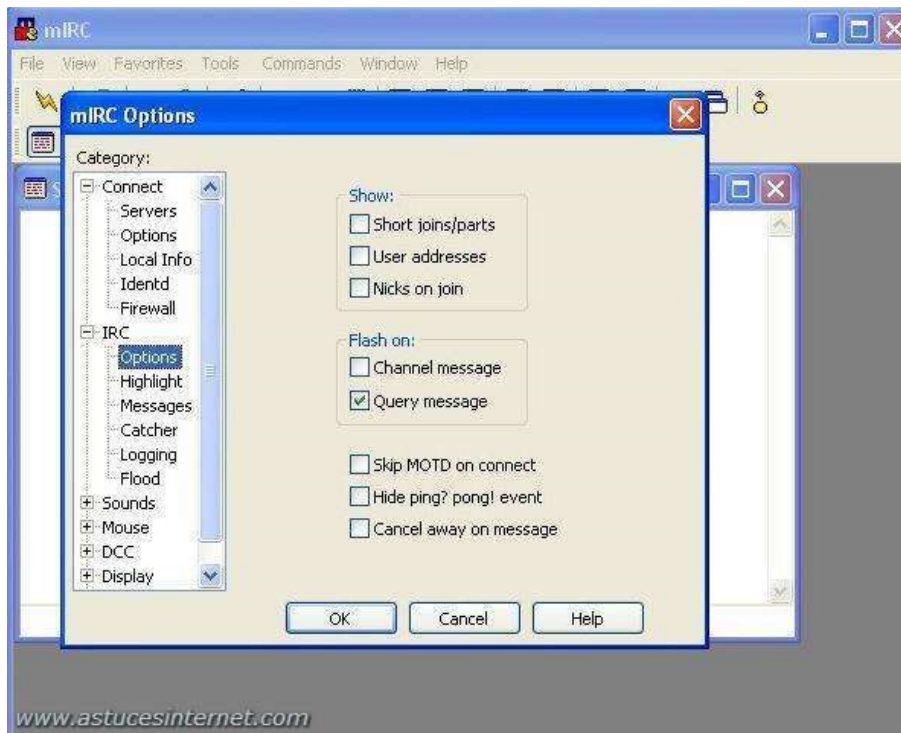 mIRC
File View Favorites Tools Commands Window Help
mIRC Options
Category:
Connect
Servers
Options
Local Info
Identd
Firewall
IRC
Options
Highlight
Messages
Catcher
Logging
Flood
Sounds
Mouse
DCC
Display
Show:
Short joins/parts
User addresses
Nicks on join
Flash on:
Channel message
Query message
Skip MOTD on connect
Hide ping? pong! event
Cancel away on message
OK Cancel Help
www.astucesinternet.com